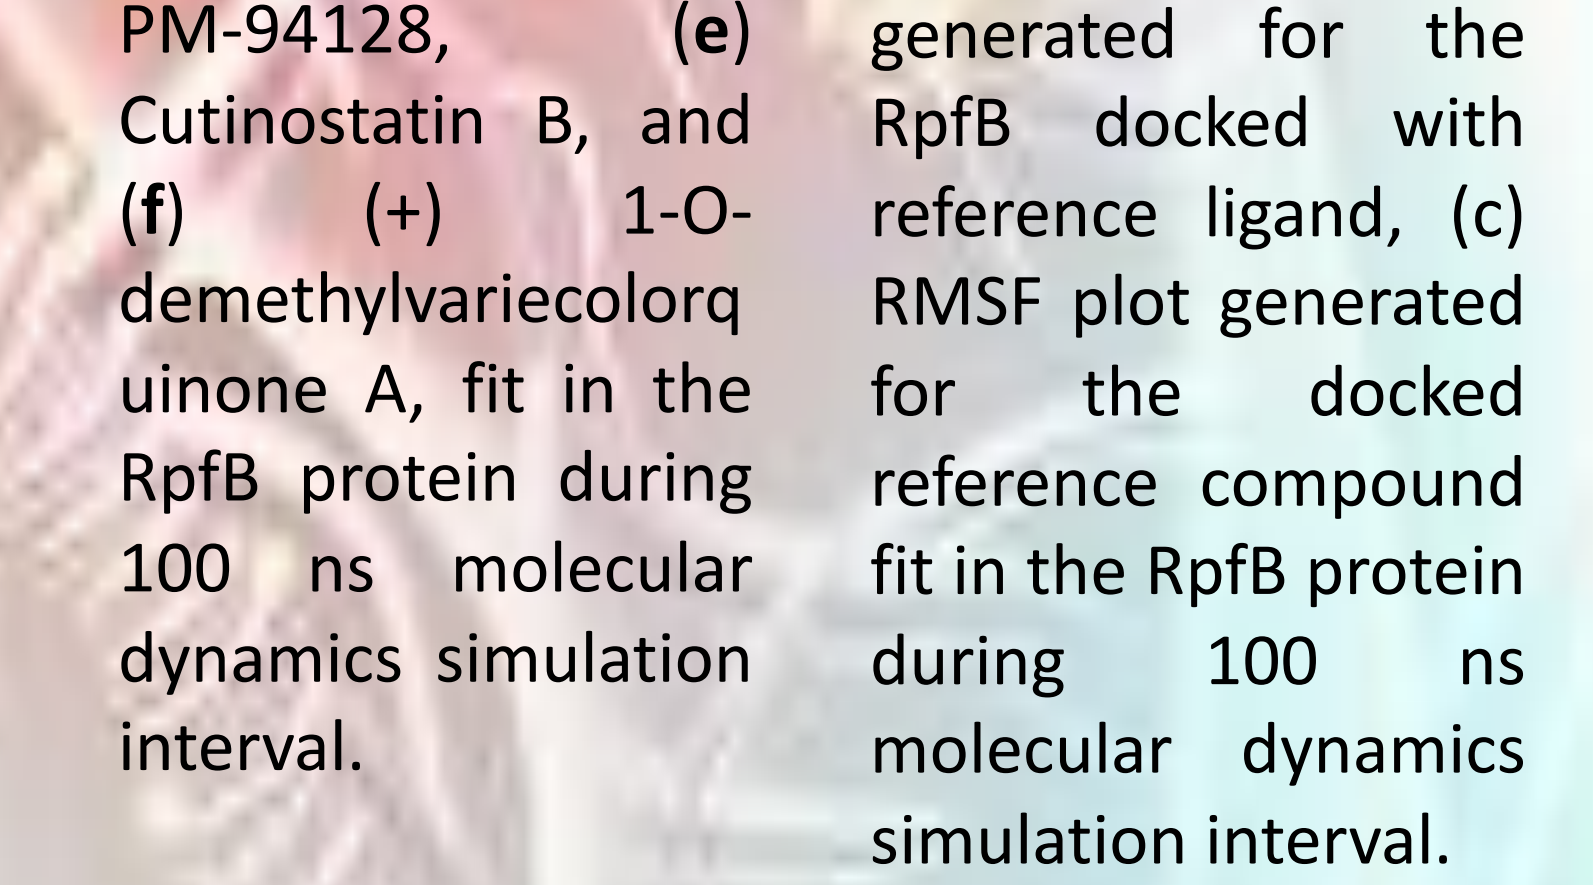 PM-94128, (e)
Cutinostatin B, and
(f) (+) 1-O-
demethylvariecolorq
uinone A, fit in the
RpfB protein during
100 ns molecular
dynamics simulation
interval.
generated for the
RpfB docked with
reference ligand, (c)
RMSF plot generated
for the docked
reference compound
fit in the RpfB protein
during 100 ns
molecular dynamics
simulation interval.